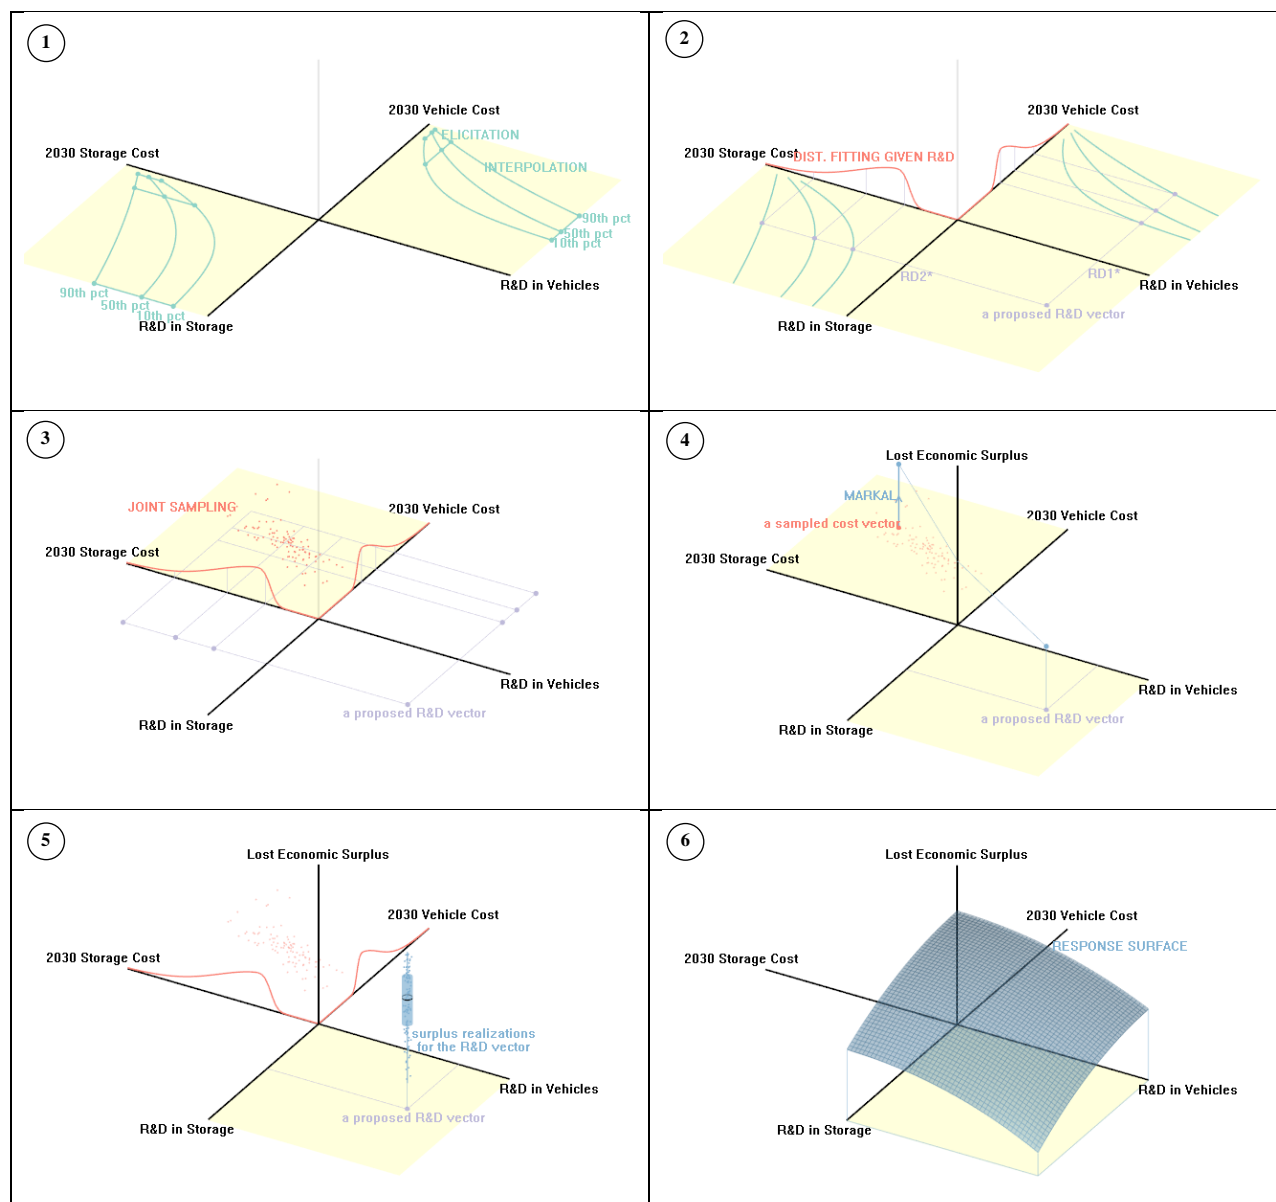 1
2030 Vehicle Cost
ELICITATION
2030 Storage Cost
INTERPOLATION
90th pct
50th pct
10th pct
R&D in Vehicles
90th pct
50th pct
10th pct
R&D in Storage
2
2030 Vehicle Cost
2030 Storage Cost
DIST. FITTING GIVEN R&D
RD2*
RD1*
R&D in Vehicles
a proposed R&D vector
R&D in Storage
3
JOINT SAMPLING
2030 Vehicle Cost
2030 Storage Cost
R&D in Vehicles
a proposed R&D vector
R&D in Storage
4
Lost Economic Surplus
MARKAL
2030 Vehicle Cost
a sampled cost vector
2030 Storage Cost
R&D in Vehicles
a proposed R&D vector
R&D in Storage
5
Lost Economic Surplus
2030 Vehicle Cost
2030 Storage Cost
surplus realizations
for the R&D vector
R&D in Vehicles
a proposed R&D vector
R&D in Storage
6
Lost Economic Surplus
2030 Vehicle Cost
RESPONSE SURFACE
2030 Storage Cost
R&D in Vehicles
R&D in Storage